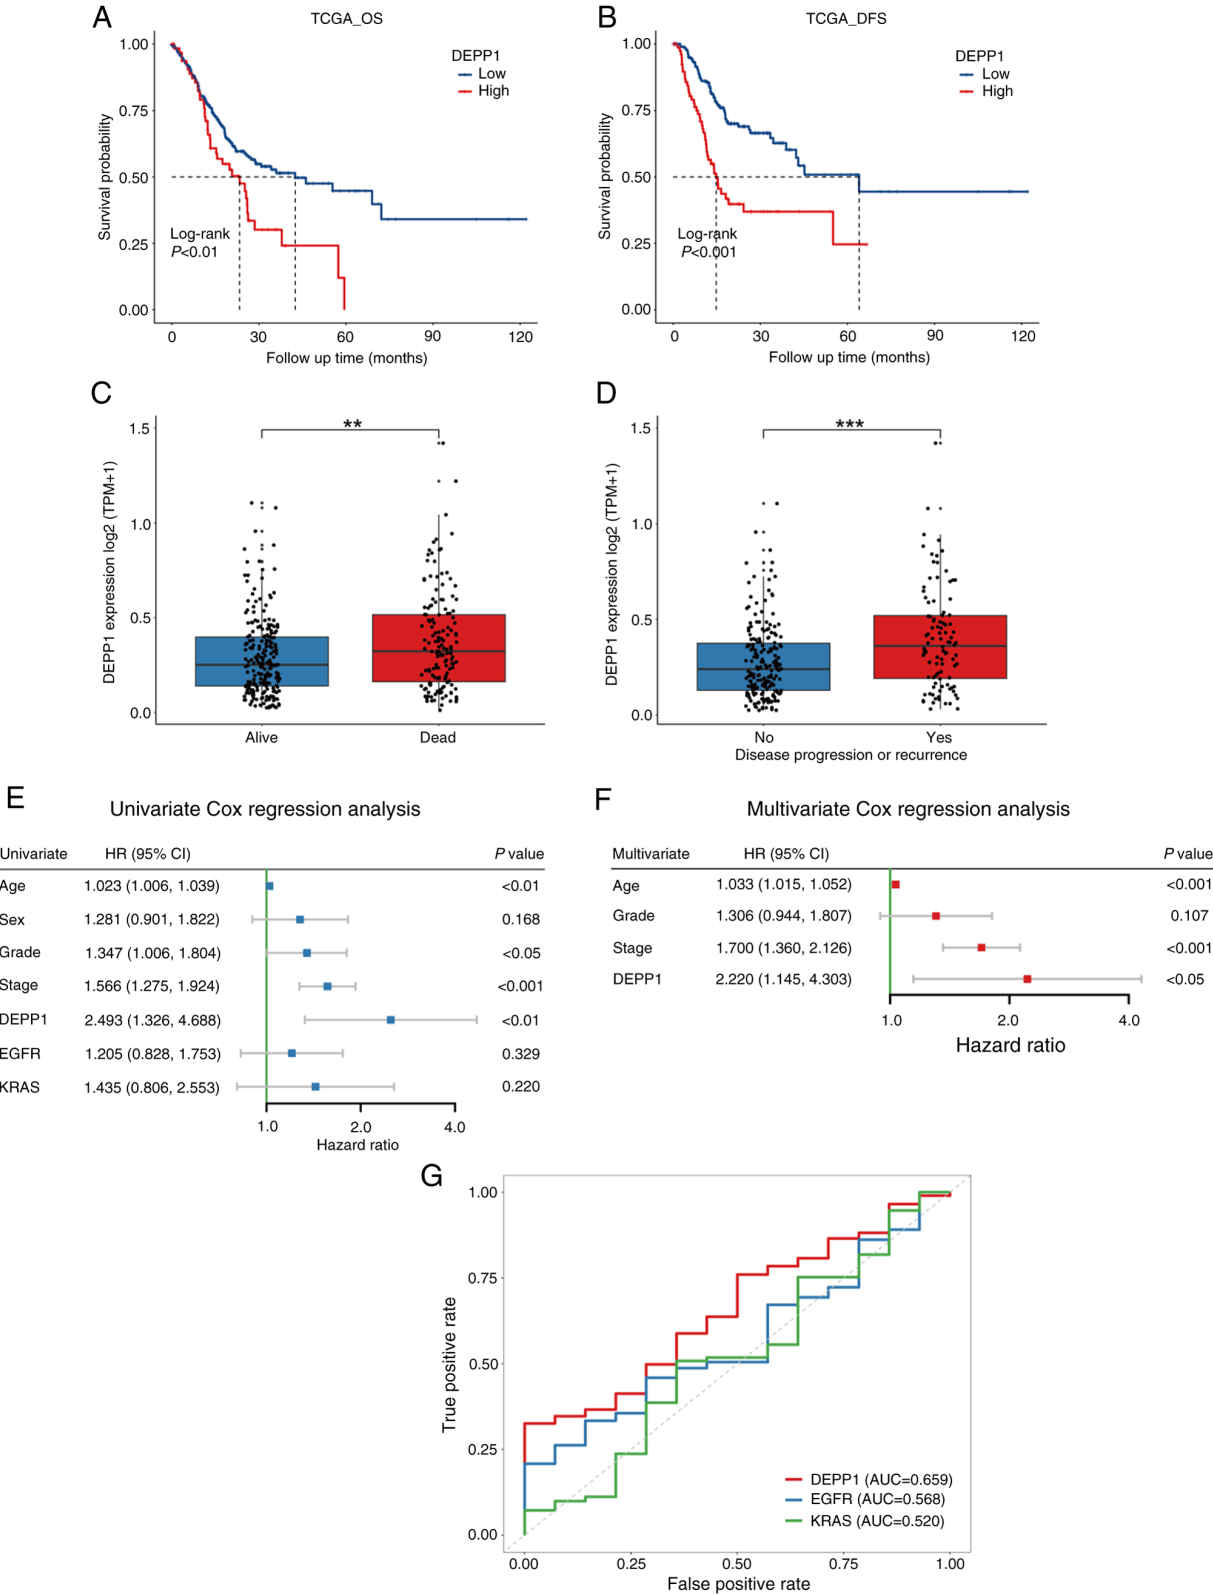 A
TCGA_OS
DEPP1
Low
High
1.00
0.75
0.50
0.25
0.00
Survival probability
Log-rank
P<0.01
0 30 60 90 120
Follow up time (months)
B
TCGA_DFS
DEPP1
Low
High
1.00
0.75
0.50
0.25
0.00
Survival probability
Log-rank
P<0.001
0 30 60 90 120
Follow up time (months)
C
**
1.5
1.0
0.5
0.0
DEPP1 expression log2 (TPM+1)
Alive Dead
D
***
1.5
1.0
0.5
0.0
DEPP1 expression log2 (TPM+1)
No Yes
Disease progression or recurrence
E
Univariate Cox regression analysis
Univariate HR (95% CI) P value
Age 1.023 (1.006, 1.039) <0.01
Sex 1.281 (0.901, 1.822) 0.168
Grade 1.347 (1.006, 1.804) <0.05
Stage 1.566 (1.275, 1.924) <0.001
DEPP1 2.493 (1.326, 4.688) <0.01
EGFR 1.205 (0.828, 1.753) 0.329
KRAS 1.435 (0.806, 2.553) 0.220
1.0 2.0 4.0
Hazard ratio
F
Multivariate Cox regression analysis
Multivariate HR (95% CI) P value
Age 1.033 (1.015, 1.052) <0.001
Grade 1.306 (0.944, 1.807) 0.107
Stage 1.700 (1.360, 2.126) <0.001
DEPP1 2.220 (1.145, 4.303) <0.05
1.0 2.0 4.0
Hazard ratio
G
1.00
0.75
0.50
0.25
0.00
True positive rate
DEPP1 (AUC=0.659)
EGFR (AUC=0.568)
KRAS (AUC=0.520)
0.00 0.25 0.50 0.75 1.00
False positive rate